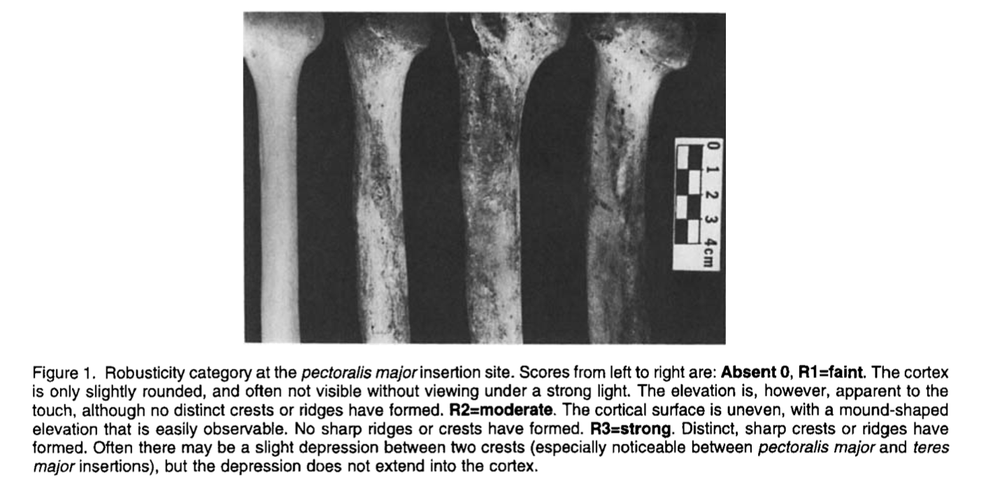 0 1 2 3 4cm
Figure 1. Robusticity category at the pectoralis major insertion site. Scores from left to right are: Absent 0, R1=faint. The cortex
is only slightly rounded, and often not visible without viewing under a strong light. The elevation is, however, apparent to the
touch, although no distinct crests or ridges have formed. R2=moderate. The cortical surface is uneven, with a mound-shaped
elevation that is easily observable. No sharp ridges or crests have formed. R3=strong. Distinct, sharp crests or ridges have
formed. Often there may be a slight depression between two crests (especially noticeable between pectoralis major and teres
major insertions), but the depression does not extend into the cortex.